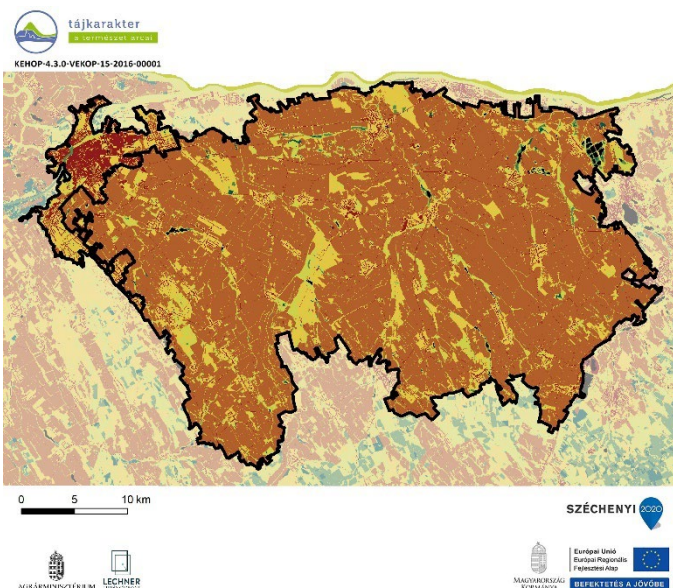 tájkarakter
a természet arcai
KEHOP-4.3.0-VEKOP-15-2016-00001
0 5 10 km
SZÉCHENYI 2020
AGRÁRMINISZTÉRIUM
LECHNER
MAGYARORSZÁG
KORMÁNYA
Európai Unió
Európai Regionális
Fejlesztési Alap
BEFEKTETÉS A JÖVŐBE